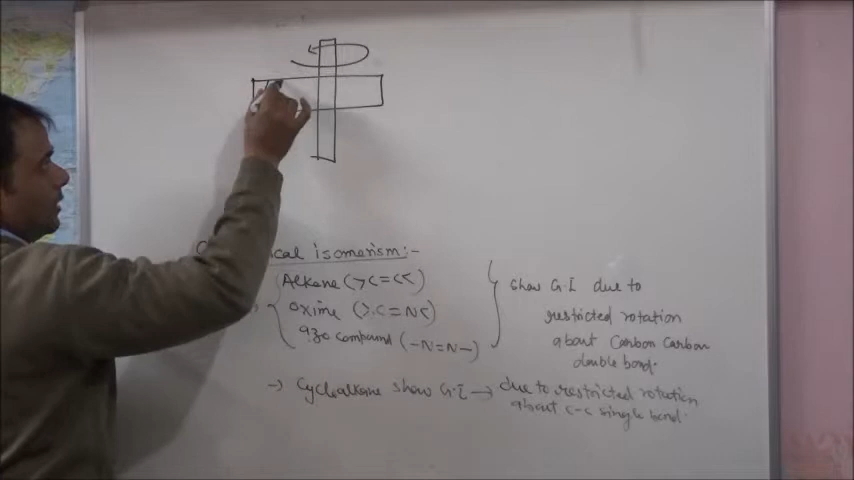 ical isomerism:-
Alkene (>C=C<)
oxime (>C=N<)
azo compound (-N=N-)
show G.I due to
restricted rotation
about Carbon Carbon
double bond.
→ Cycloalkane show G.I → due to restricted rotation
about C-C single bond.